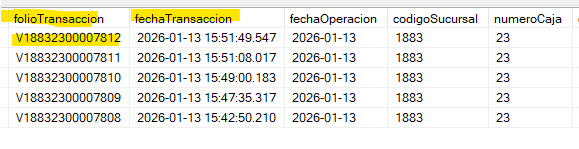 folioTransaccion fechaTransaccion fechaOperacion codigoSucursal numeroCaja
V18832300007812 2026-01-13 15:51:49.547 2026-01-13 1883 23
V18832300007811 2026-01-13 15:51:08.017 2026-01-13 1883 23
V18832300007810 2026-01-13 15:49:00.183 2026-01-13 1883 23
V18832300007809 2026-01-13 15:47:35.317 2026-01-13 1883 23
V18832300007808 2026-01-13 15:42:50.210 2026-01-13 1883 23